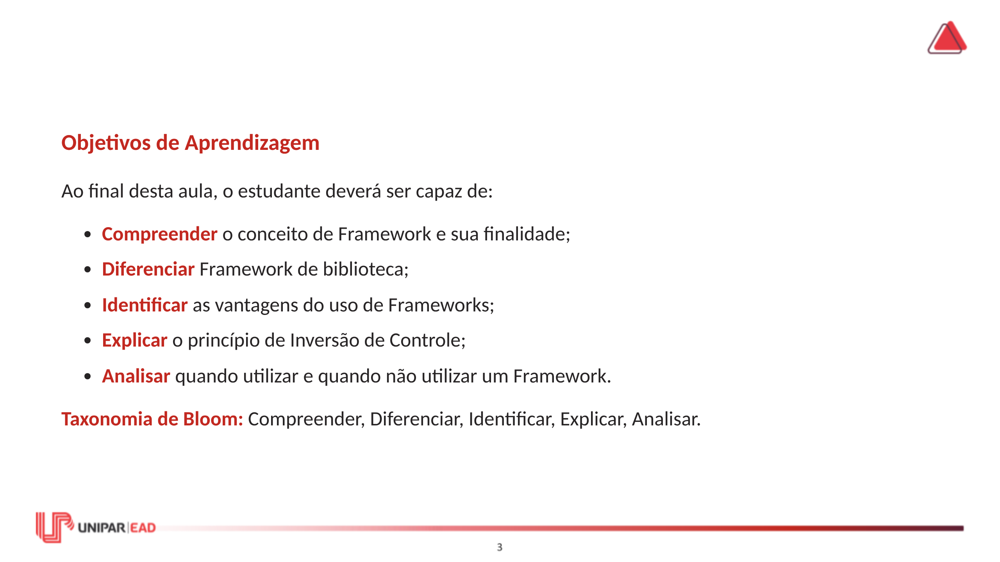 Objetivos de Aprendizagem
Ao final desta aula, o estudante deverá ser capaz de:
• Compreender o conceito de Framework e sua finalidade;
• Diferenciar Framework de biblioteca;
• Identificar as vantagens do uso de Frameworks;
• Explicar o princípio de Inversão de Controle;
• Analisar quando utilizar e quando não utilizar um Framework.
Taxonomia de Bloom: Compreender, Diferenciar, Identificar, Explicar, Analisar.
UNIPAR|EAD
3